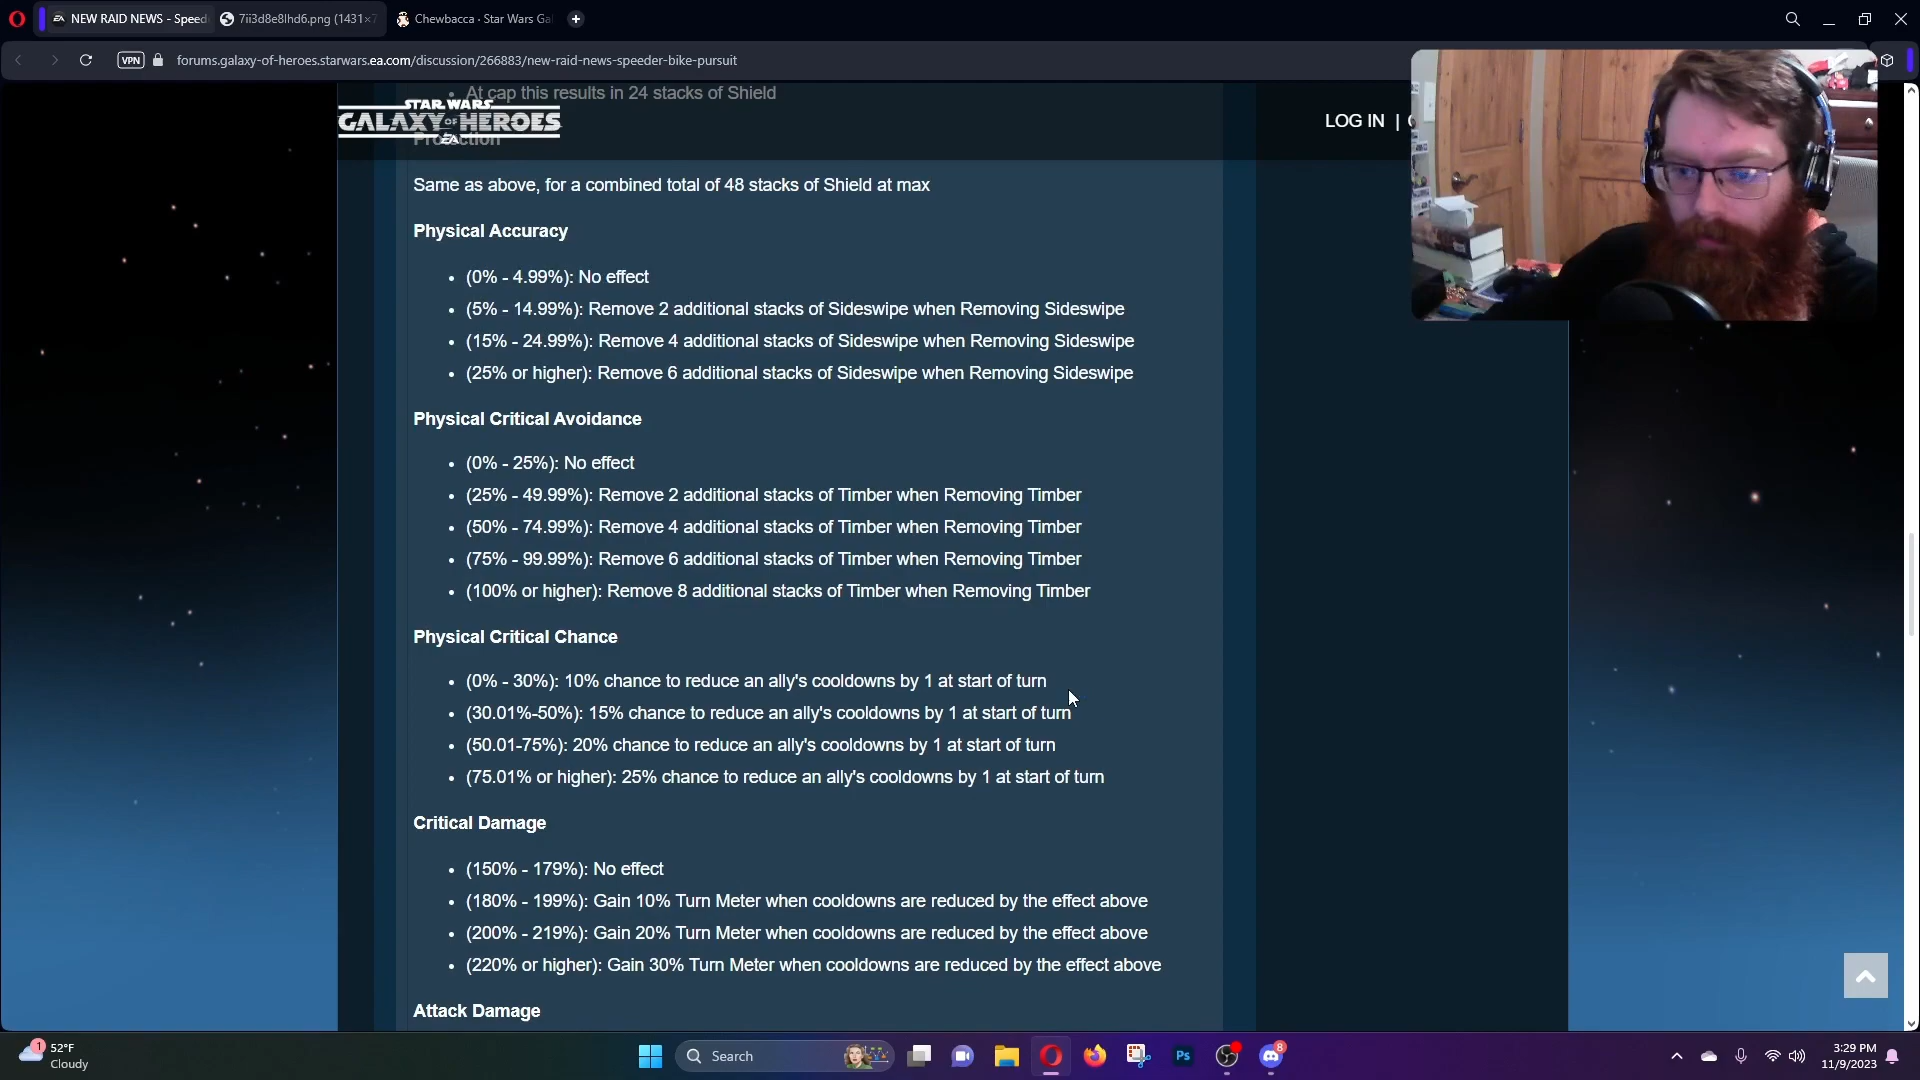 NEW RAID NEWS - Speed
7ii3d8e8lhd6.png (1431×7
Chewbacca · Star Wars Ga
VPN
forums.galaxy-of-heroes.starwars.ea.com/discussion/266883/new-raid-news-speeder-bike-pursuit
At cap this results in 24 stacks of Shield
STAR WARS
GALAXY OF HEROES
EA
LOG IN |
Protection
Same as above, for a combined total of 48 stacks of Shield at max
Physical Accuracy
(0% - 4.99%): No effect
(5% - 14.99%): Remove 2 additional stacks of Sideswipe when Removing Sideswipe
(15% - 24.99%): Remove 4 additional stacks of Sideswipe when Removing Sideswipe
(25% or higher): Remove 6 additional stacks of Sideswipe when Removing Sideswipe
Physical Critical Avoidance
(0% - 25%): No effect
(25% - 49.99%): Remove 2 additional stacks of Timber when Removing Timber
(50% - 74.99%): Remove 4 additional stacks of Timber when Removing Timber
(75% - 99.99%): Remove 6 additional stacks of Timber when Removing Timber
(100% or higher): Remove 8 additional stacks of Timber when Removing Timber
Physical Critical Chance
(0% - 30%): 10% chance to reduce an ally's cooldowns by 1 at start of turn
(30.01%-50%): 15% chance to reduce an ally's cooldowns by 1 at start of turn
(50.01-75%): 20% chance to reduce an ally's cooldowns by 1 at start of turn
(75.01% or higher): 25% chance to reduce an ally's cooldowns by 1 at start of turn
Critical Damage
(150% - 179%): No effect
(180% - 199%): Gain 10% Turn Meter when cooldowns are reduced by the effect above
(200% - 219%): Gain 20% Turn Meter when cooldowns are reduced by the effect above
(220% or higher): Gain 30% Turn Meter when cooldowns are reduced by the effect above
Attack Damage
1
52°F
Cloudy
Search
Ps
8
3:29 PM
11/9/2023